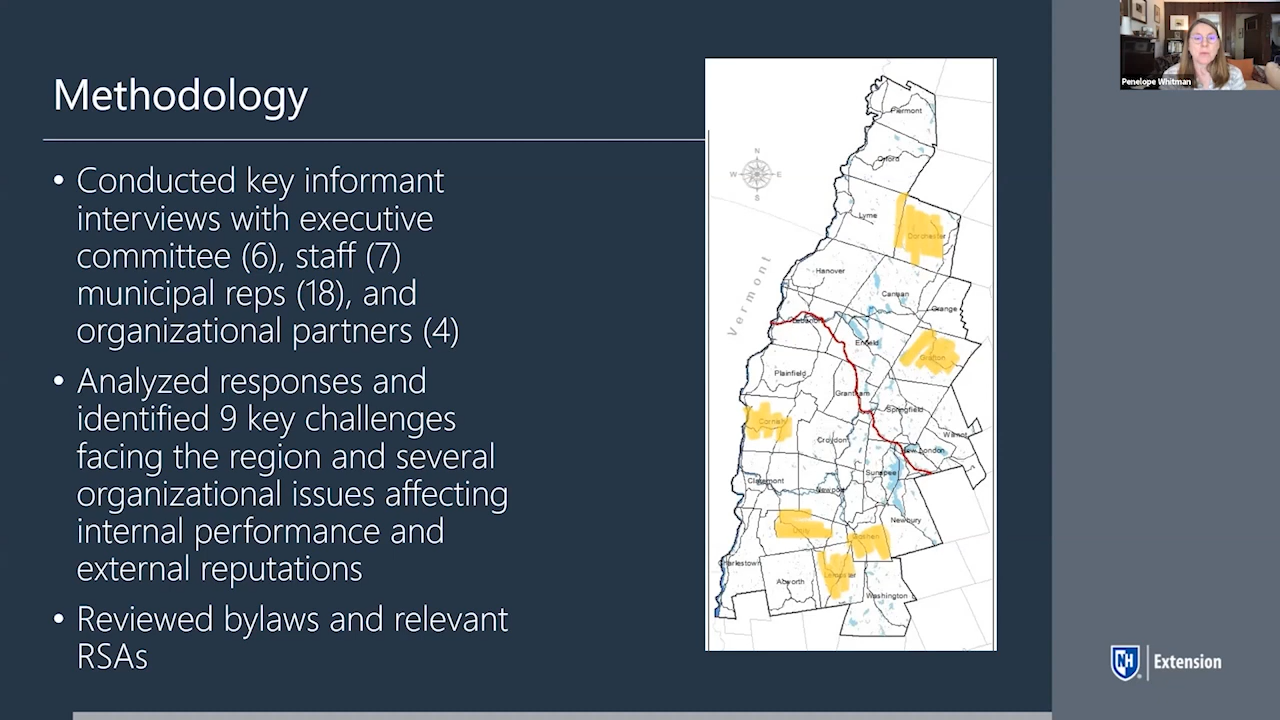 Methodology
• Conducted key informant
interviews with executive
committee (6), staff (7)
municipal reps (18), and
organizational partners (4)
• Analyzed responses and
identified 9 key challenges
facing the region and several
organizational issues affecting
internal performance and
external reputations
• Reviewed bylaws and relevant
RSAs
N
W E
S
Vermont
Piermont
Orford
Lyme
Dorchester
Hanover
Canaan
Orange
Lebanon
Enfield
Grafton
Plainfield
Grantham
Springfield
Cornish
Croydon
Wilmot
New London
Sunapee
Claremont
Newport
Newbury
Unity
Goshen
Charlestown
Lempster
Acworth
Washington
Penelope Whitman
NH
Extension